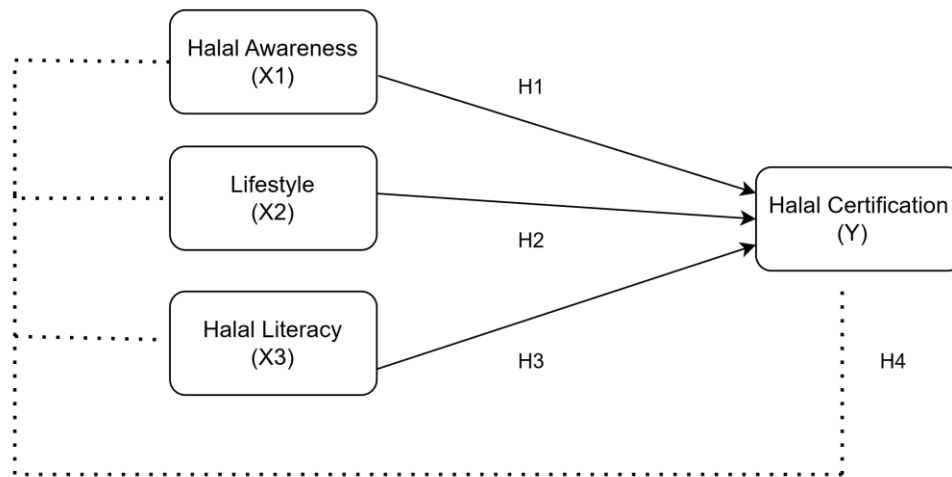 Halal Awareness
(X1)
H1
Lifestyle
(X2)
Halal Certification
(Y)
H2
Halal Literacy
(X3)
H3
H4